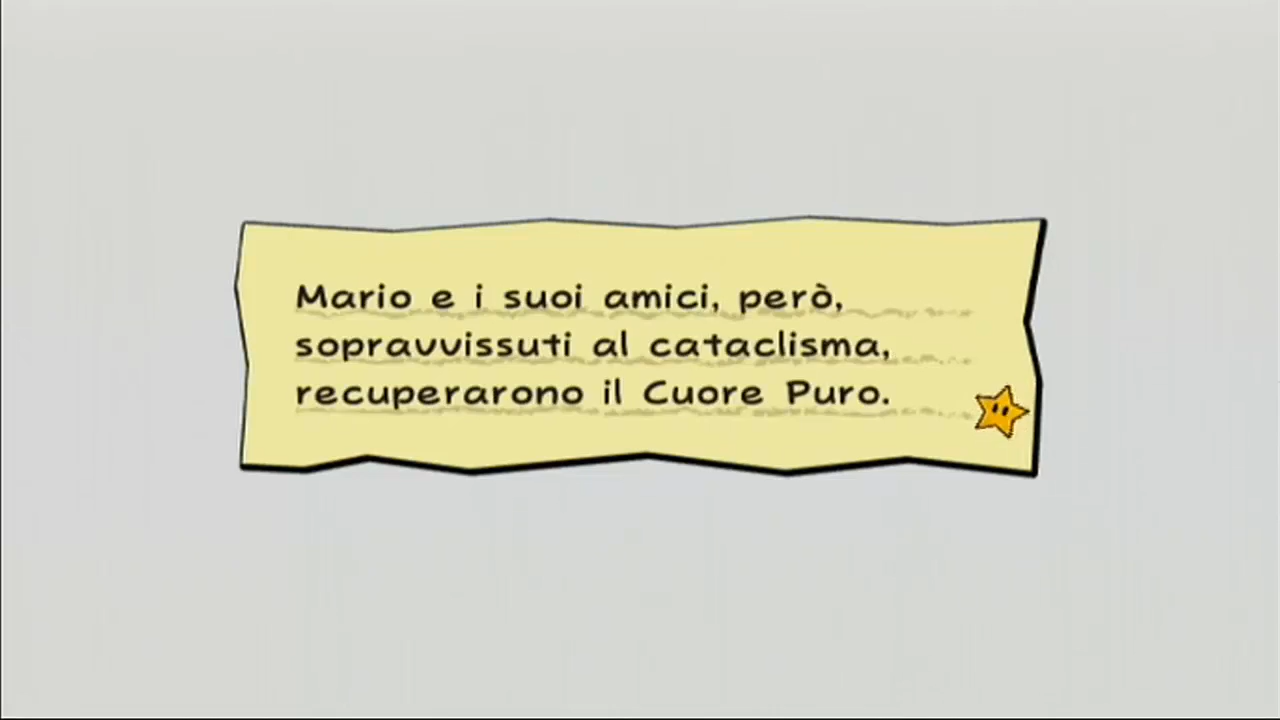 Mario e i suoi amici, però,
sopravvissuti al cataclisma,
recuperarono il Cuore Puro.